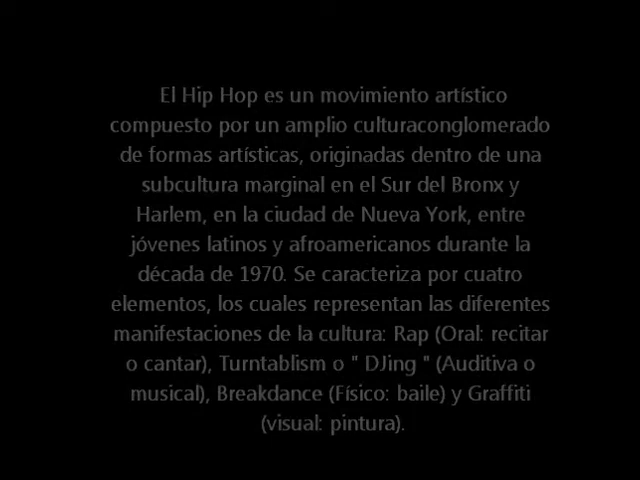 El Hip Hop es un movimiento artístico
compuesto por un amplio culturaconglomerado
de formas artísticas, originadas dentro de una
subcultura marginal en el Sur del Bronx y
Harlem, en la ciudad de Nueva York, entre
jóvenes latinos y afroamericanos durante la
década de 1970. Se caracteriza por cuatro
elementos, los cuales representan las diferentes
manifestaciones de la cultura: Rap (Oral: recitar
o cantar), Turntablism o " DJing " (Auditiva o
musical), Breakdance (Físico: baile) y Graffiti
(visual: pintura).